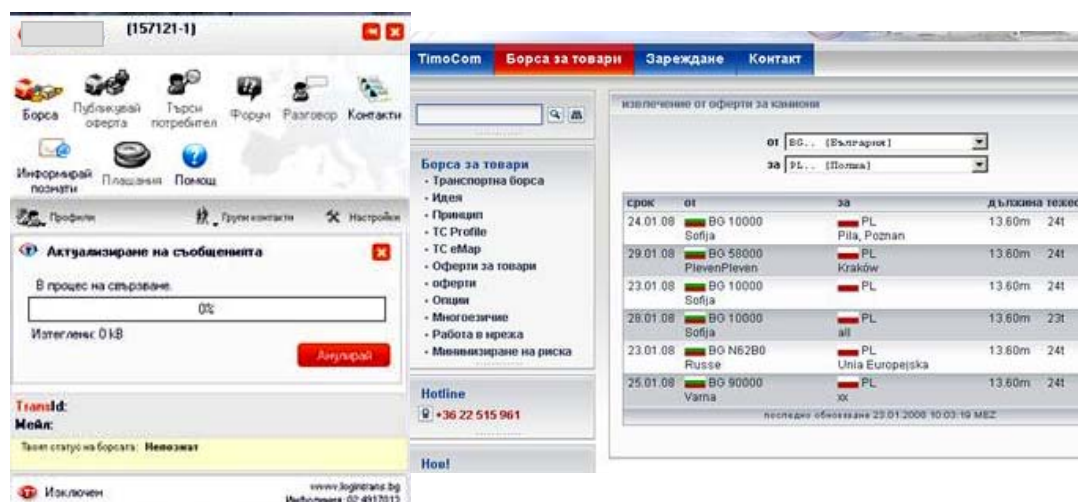 (157121-1)
Борса
Публикувай оферта
Търси потребител
Форум
Разговор
Контакти
Информирай познати
Плащания
Помощ
Профили
Групи контакти
Настройки
Актуализиране на съобщенията
В процес на свързване.
0%
Изтеглени: 0 kB
Анулирай
TransId:
Мейл:
Твоят статус на борсата: Непознат
Изключен
www.logintrans.bg
02 4917013
TimoCom Борса за товари Зареждане Контакт
Борса за товари
- Транспортна борса
- Идея
- Принцип
- TC Profile
- TC eMap
- Оферти за товари
- оферти
- Опции
- Многоезичие
- Работа в мрежа
- Минимизиране на риска
Hotline
+36 22 515 961
Нов!
извлечение от оферти за камиони
от BG.. [България]
за PL.. [Полша]
срок от за дължина
24.01.08 BG 10000 PL 13.60m 24t
Sofija Pila, Poznan
29.01.08 BG 58000 PL 13.60m 24t
PlevenPleven Kraków
23.01.08 BG 10000 PL 13.60m 24t
Sofija
28.01.08 BG 10000 PL 13.60m 23t
Sofija all
23.01.08 BG N62B0 PL 13.60m 24t
Russe Unia Europejska
25.01.08 BG 90000 PL 13.60m 24t
Varna xx
последно обновяване 23.01.2008 10:03:19 MEZ